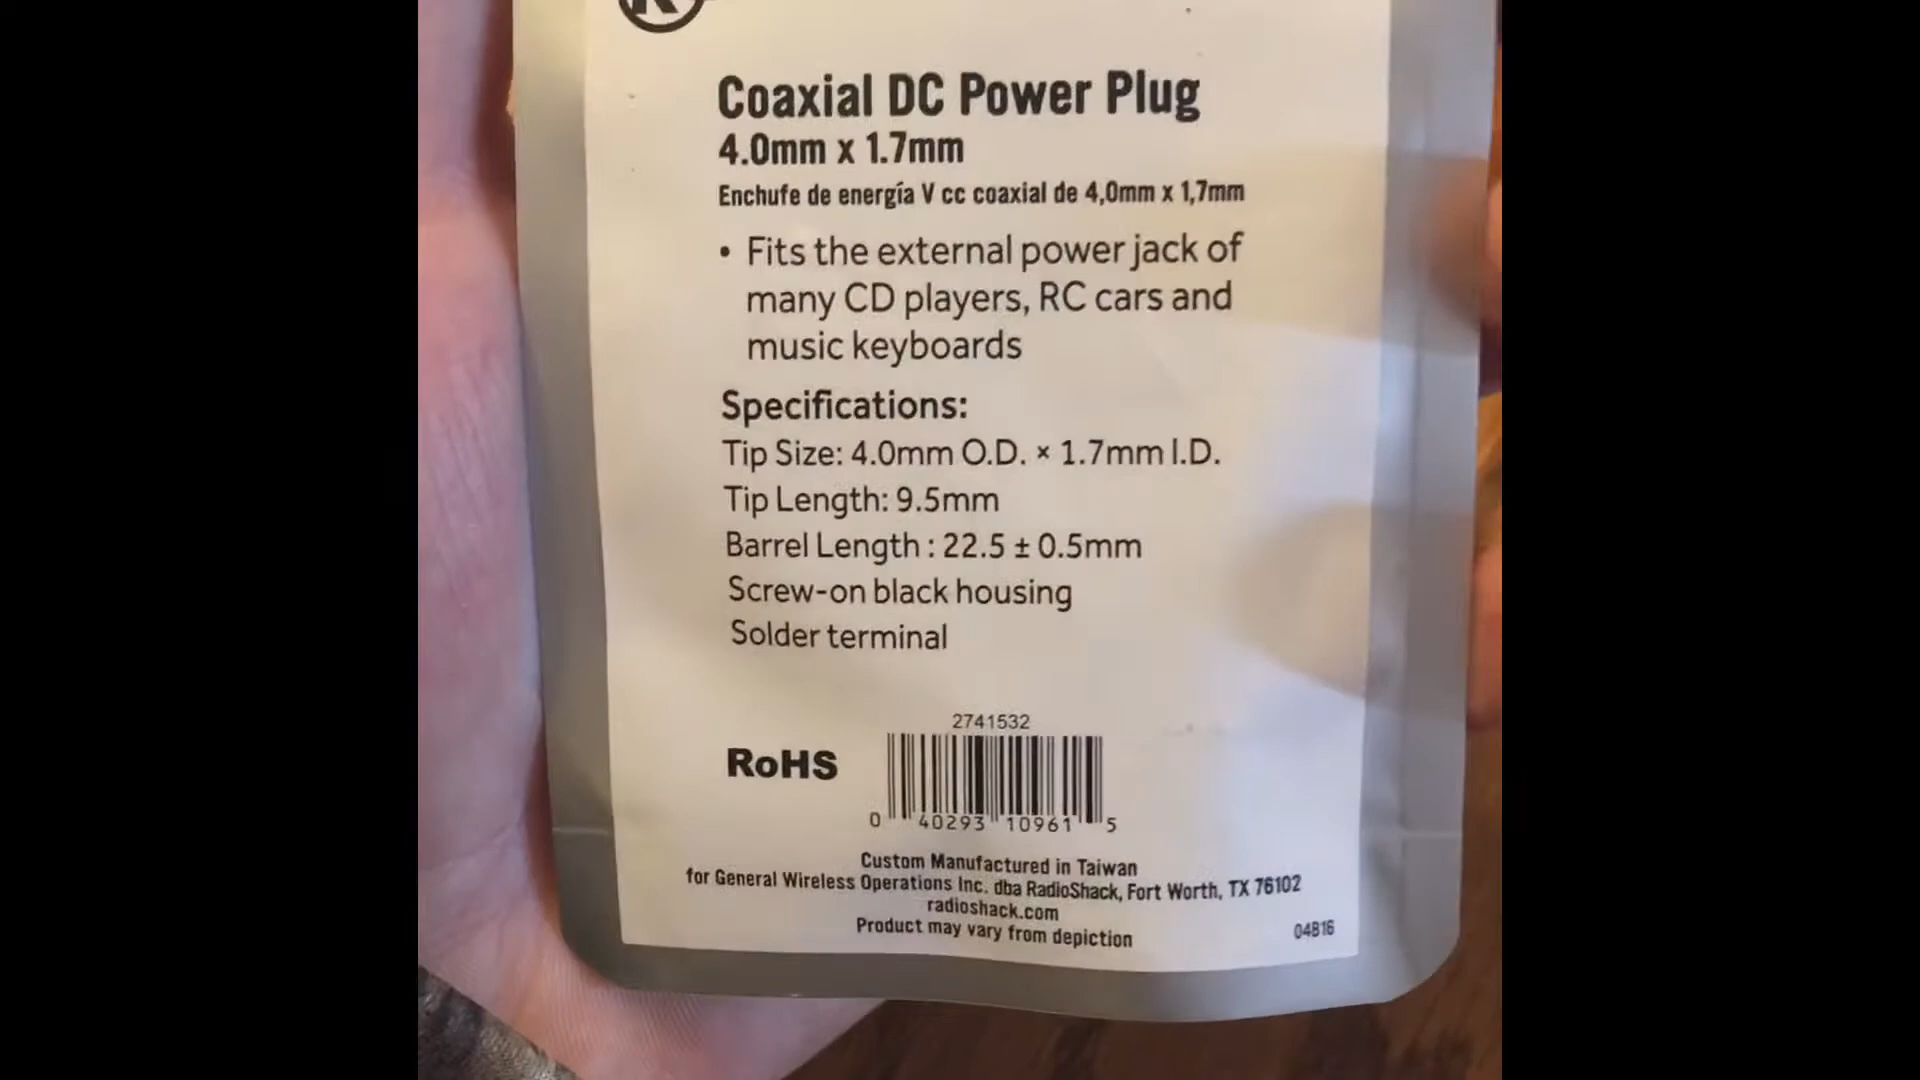 Coaxial DC Power Plug
4.0mm x 1.7mm
Enchufe de energía V cc coaxial de 4,0mm x 1,7mm
• Fits the external power jack of
many CD players, RC cars and
music keyboards
Specifications:
Tip Size: 4.0mm O.D. × 1.7mm I.D.
Tip Length: 9.5mm
Barrel Length : 22.5 ± 0.5mm
Screw-on black housing
Solder terminal
2741532
RoHS
0 40293 10961 5
Custom Manufactured in Taiwan
for General Wireless Operations Inc. dba RadioShack, Fort Worth, TX 76102
radioshack.com
Product may vary from depiction
04B16